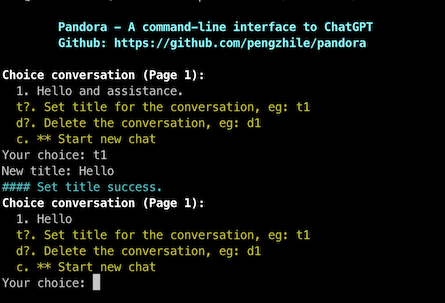 Pandora - A command-line interface to ChatGPT
Github: https://github.com/pengzhile/pandora
Choice conversation (Page 1):
1. Hello and assistance.
t?. Set title for the conversation, eg: t1
d?. Delete the conversation, eg: d1
c. ** Start new chat
Your choice: t1
New title: Hello
#### Set title success.
Choice conversation (Page 1):
1. Hello
t?. Set title for the conversation, eg: t1
d?. Delete the conversation, eg: d1
c. ** Start new chat
Your choice: